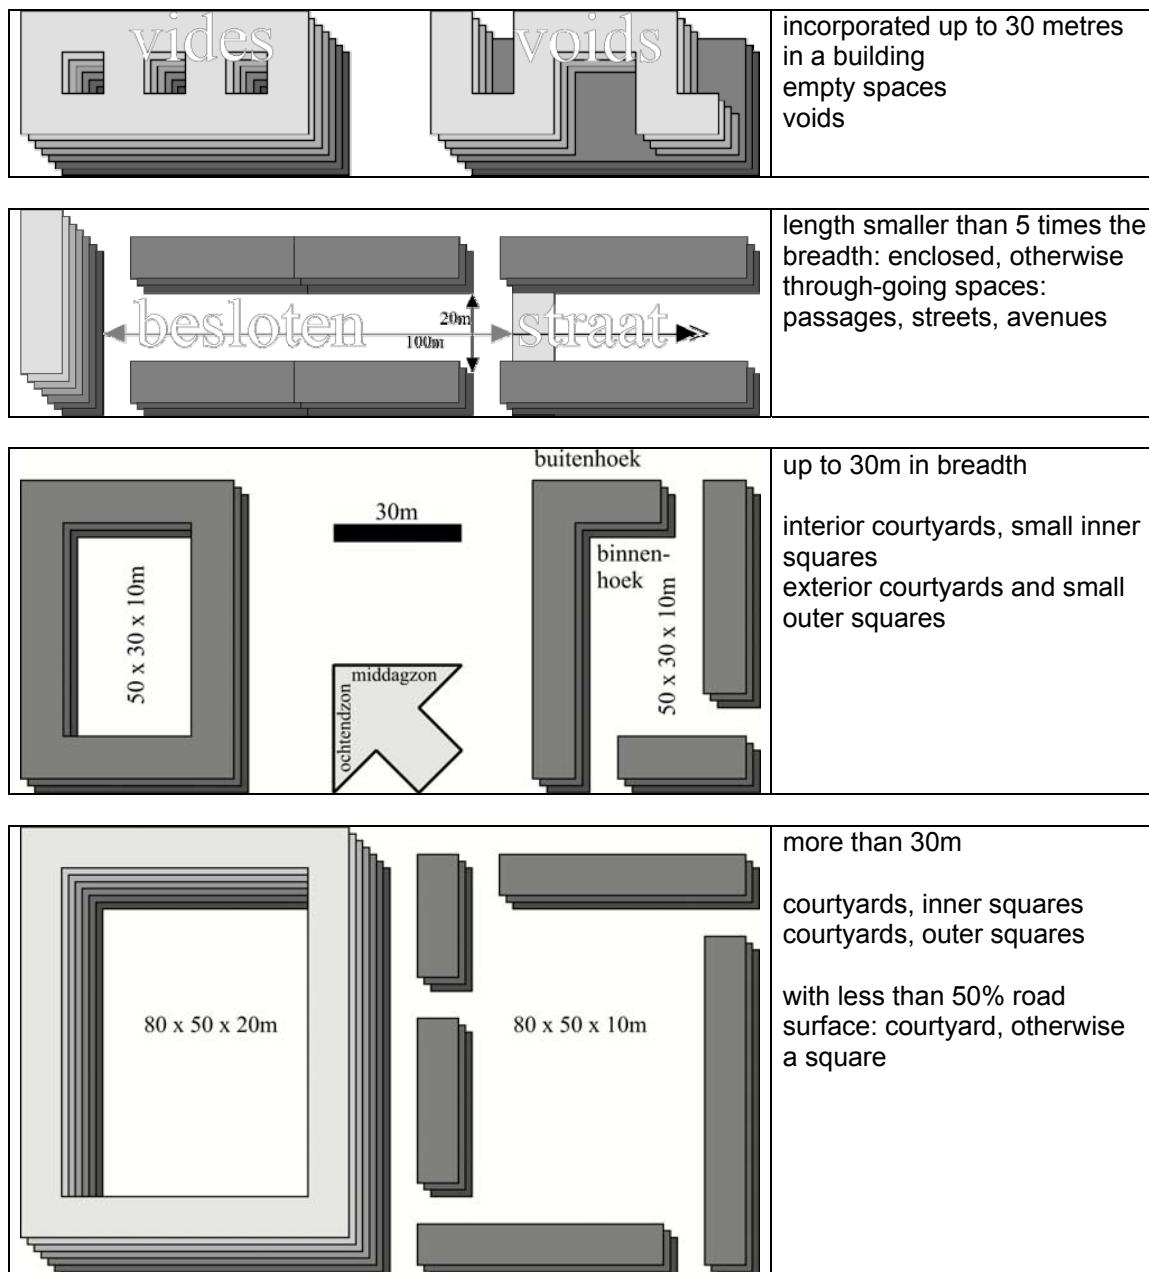 vides
voids
incorporated up to 30 metres
in a building
empty spaces
voids
besloten
straat
20m
100m
length smaller than 5 times the
breadth: enclosed, otherwise
through-going spaces:
passages, streets, avenues
50 x 30 x 10m
30m
middagzon
ochtendzon
buitenhoek
binnen-
hoek
50 x 30 x 10m
up to 30m in breadth
interior courtyards, small inner
squares
exterior courtyards and small
outer squares
80 x 50 x 20m
80 x 50 x 10m
more than 30m
courtyards, inner squares
courtyards, outer squares
with less than 50% road
surface: courtyard, otherwise
a square